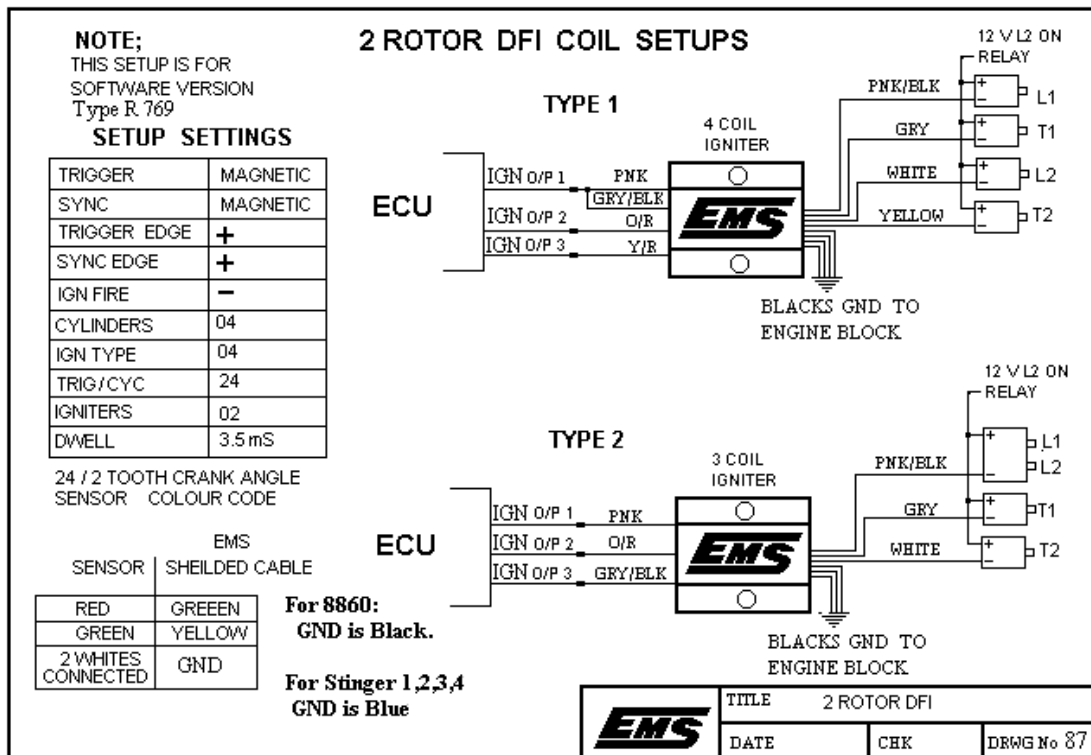 NOTE;
THIS SETUP IS FOR
SOFTWARE VERSION
Type R 769
SETUP SETTINGS
TRIGGER MAGNETIC
SYNC MAGNETIC
TRIGGER EDGE +
SYNC EDGE +
IGN FIRE −
CYLINDERS 04
IGN TYPE 04
TRIG/CYC 24
IGNITERS 02
DWELL 3.5 mS
24 / 2 TOOTH CRANK ANGLE
SENSOR COLOUR CODE
EMS
SENSOR SHEILDED CABLE
RED GREEEN
GREEN YELLOW
2 WHITES
CONNECTED GND
For 8860:
GND is Black.
For Stinger 1,2,3,4
GND is Blue
2 ROTOR DFI COIL SETUPS
TYPE 1
ECU
IGN O/P 1 PNK
GRY/BLK
IGN O/P 2 O/R
IGN O/P 3 Y/R
4 COIL
IGNITER
EMS
PNK/BLK
GRY
WHITE
YELLOW
12 V L2 ON
RELAY
+
− L1
+
− T1
+
− L2
+
− T2
BLACKS GND TO
ENGINE BLOCK
TYPE 2
ECU
IGN O/P 1 PNK
IGN O/P 2 O/R
IGN O/P 3 GRY/BLK
3 COIL
IGNITER
EMS
PNK/BLK
GRY
WHITE
12 V L2 ON
RELAY
+ L1
− L2
+
− T1
+
− T2
BLACKS GND TO
ENGINE BLOCK
EMS
TITLE 2 ROTOR DFI
DATE CHK DRWG No 87